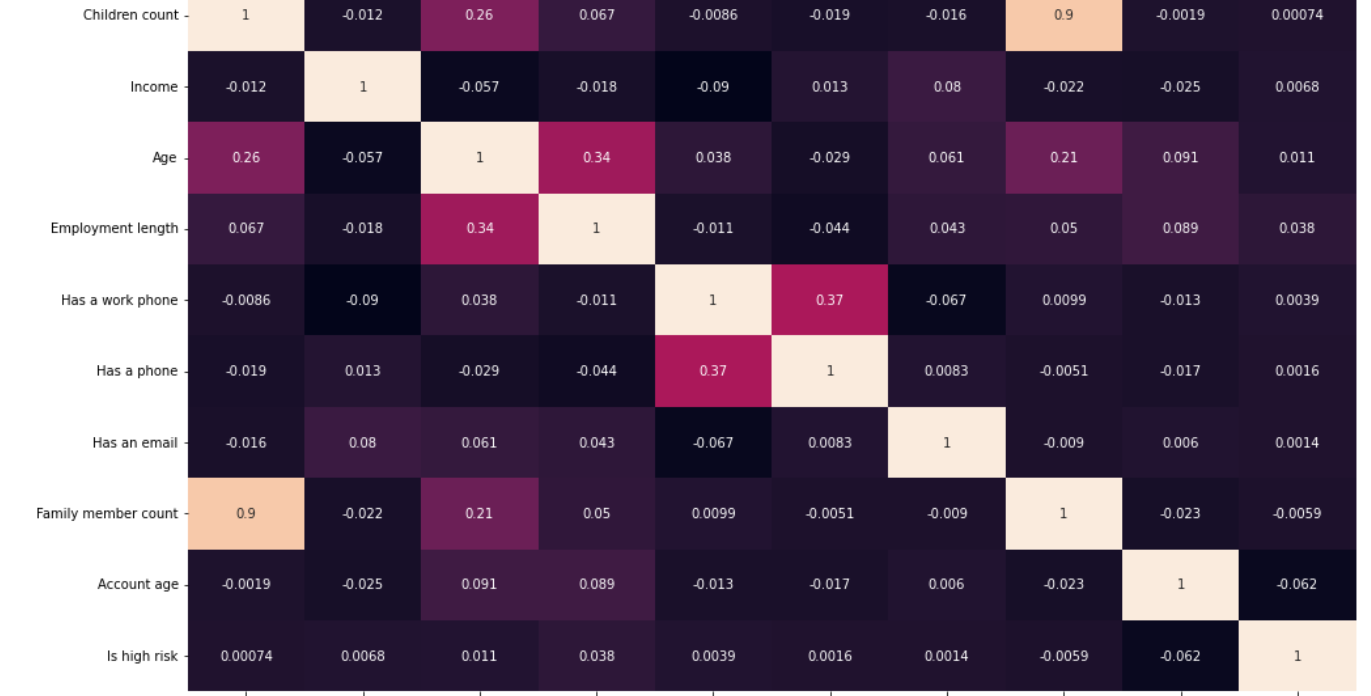 Children count 1 -0.012 0.26 0.067 -0.0086 -0.019 -0.016 0.9 -0.0019 0.00074
Income -0.012 1 -0.057 -0.018 -0.09 0.013 0.08 -0.022 -0.025 0.0068
Age 0.26 -0.057 1 0.34 0.038 -0.029 0.061 0.21 0.091 0.011
Employment length 0.067 -0.018 0.34 1 -0.011 -0.044 0.043 0.05 0.089 0.038
Has a work phone -0.0086 -0.09 0.038 -0.011 1 0.37 -0.067 0.0099 -0.013 0.0039
Has a phone -0.019 0.013 -0.029 -0.044 0.37 1 0.0083 -0.0051 -0.017 0.0016
Has an email -0.016 0.08 0.061 0.043 -0.067 0.0083 1 -0.009 0.006 0.0014
Family member count 0.9 -0.022 0.21 0.05 0.0099 -0.0051 -0.009 1 -0.023 -0.0059
Account age -0.0019 -0.025 0.091 0.089 -0.013 -0.017 0.006 -0.023 1 -0.062
Is high risk 0.00074 0.0068 0.011 0.038 0.0039 0.0016 0.0014 -0.0059 -0.062 1